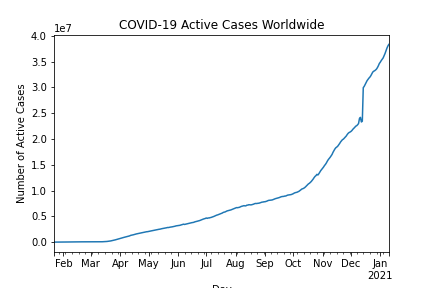 COVID-19 Active Cases Worldwide
1e7
4.0
3.5
3.0
2.5
2.0
1.5
1.0
0.5
0.0
Number of Active Cases
Feb Mar Apr May Jun Jul Aug Sep Oct Nov Dec Jan
2021